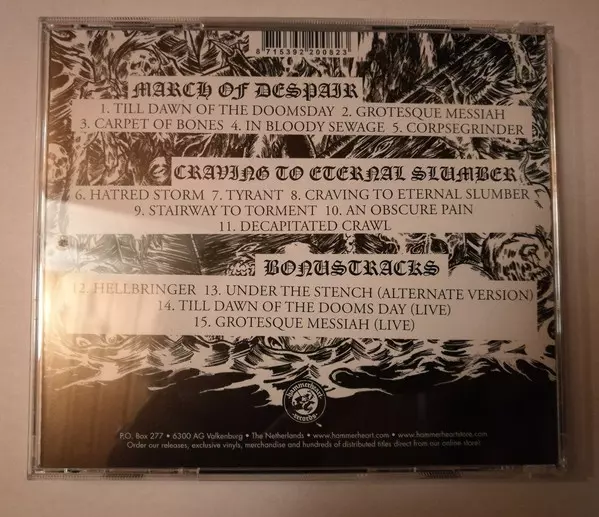 8715392200823
MARCH OF DESPAIR
1. TILL DAWN OF THE DOOMSDAY 2. GROTESQUE MESSIAH
3. CARPET OF BONES 4. IN BLOODY SEWAGE 5. CORPSEGRINDER
CRAVING TO ETERNAL SLUMBER
6. HATRED STORM 7. TYRANT 8. CRAVING TO ETERNAL SLUMBER
9. STAIRWAY TO TORMENT 10. AN OBSCURE PAIN
11. DECAPITATED CRAWL
BONUSTRACKS
12. HELLBRINGER 13. UNDER THE STENCH (ALTERNATE VERSION)
14. TILL DAWN OF THE DOOMS DAY (LIVE)
15. GROTESQUE MESSIAH (LIVE)
hammerheart
records
P.O. Box 277 • 6300 AG Valkenburg • The Netherlands • www.hammerheart.com • www.hammerheartstore.com
Order our releases, exclusive vinyls, merchandise and hundreds of distributed titles direct from our online store!